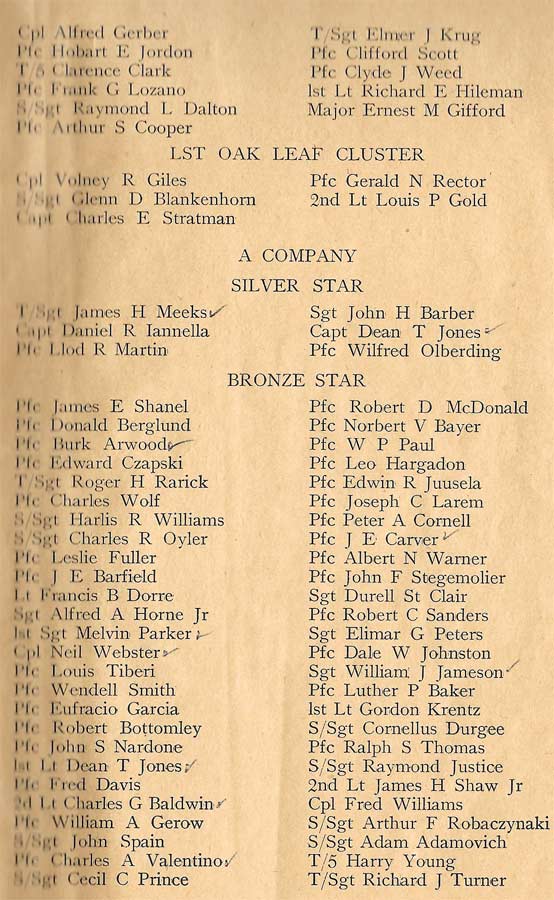 Cpl Alfred Gerber
Pfc Hobart E Jordon
T/5 Clarence Clark
Pfc Frank G Lozano
S/Sgt Raymond L Dalton
Pfc Arthur S Cooper
T/Sgt Elmer J Krug
Pfc Clifford Scott
Pfc Clyde J Weed
lst Lt Richard E Hileman
Major Ernest M Gifford
LST OAK LEAF CLUSTER
Cpl Volney R Giles
S/Sgt Glenn D Blankenhorn
Capt Charles E Stratman
Pfc Gerald N Rector
2nd Lt Louis P Gold
A COMPANY
SILVER STAR
T/Sgt James H Meeks
Capt Daniel R Iannella
Pfc Llod R Martin
Sgt John H Barber
Capt Dean T Jones
Pfc Wilfred Olberding
BRONZE STAR
Pfc James E Shanel
Pfc Donald Berglund
Pfc Burk Arwood
Pfc Edward Czapski
T/Sgt Roger H Rarick
Pfc Charles Wolf
S/Sgt Harlis R Williams
S/Sgt Charles R Oyler
Pfc Leslie Fuller
Pfc J E Barfield
Lt Francis B Dorre
Sgt Alfred A Horne Jr
lst Sgt Melvin Parker
Cpl Neil Webster
Pfc Louis Tiberi
Pfc Wendell Smith
Pfc Eufracio Garcia
Pfc Robert Bottomley
Pfc John S Nardone
lst Lt Dean T Jones
Pfc Fred Davis
2d Lt Charles G Baldwin
Pfc William A Gerow
S/Sgt John Spain
Pfc Charles A Valentino
S/Sgt Cecil C Prince
Pfc Robert D McDonald
Pfc Norbert V Bayer
Pfc W P Paul
Pfc Leo Hargadon
Pfc Edwin R Juusela
Pfc Joseph C Larem
Pfc Peter A Cornell
Pfc J E Carver
Pfc Albert N Warner
Pfc John F Stegemolier
Sgt Durell St Clair
Pfc Robert C Sanders
Sgt Elimar G Peters
Pfc Dale W Johnston
Sgt William J Jameson
Pfc Luther P Baker
lst Lt Gordon Krentz
S/Sgt Cornellus Durgee
Pfc Ralph S Thomas
S/Sgt Raymond Justice
2nd Lt James H Shaw Jr
Cpl Fred Williams
S/Sgt Arthur F Robaczynaki
S/Sgt Adam Adamovich
T/5 Harry Young
T/Sgt Richard J Turner